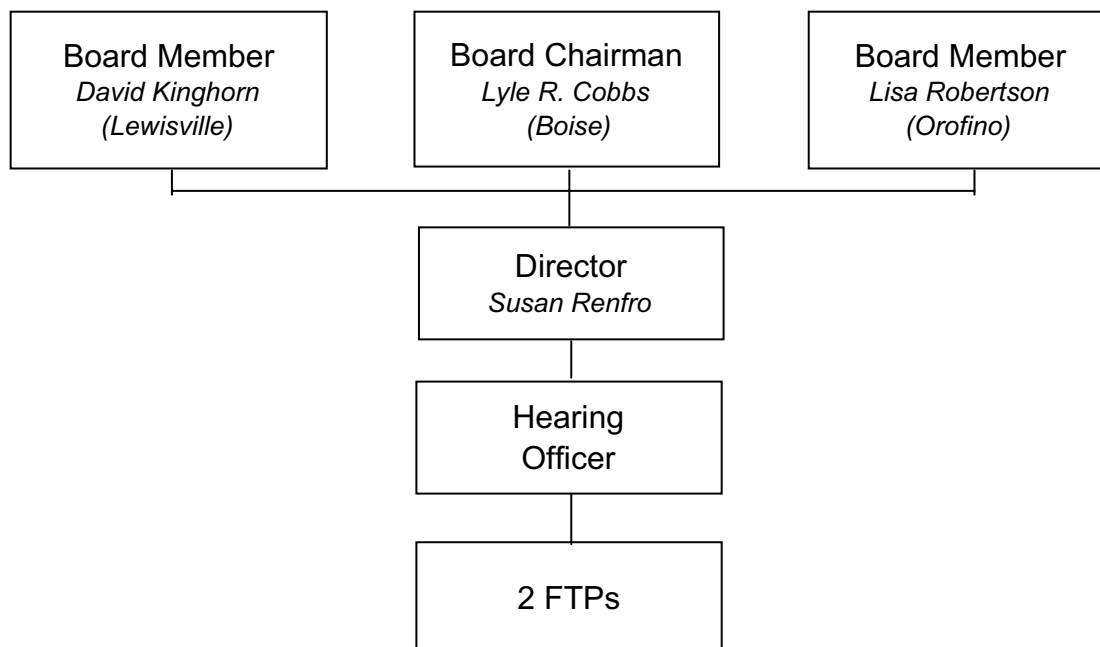 Board Member
David Kinghorn
(Lewisville)
Board Chairman
Lyle R. Cobbs
(Boise)
Board Member
Lisa Robertson
(Orofino)
Director
Susan Renfro
Hearing
Officer
2 FTPs